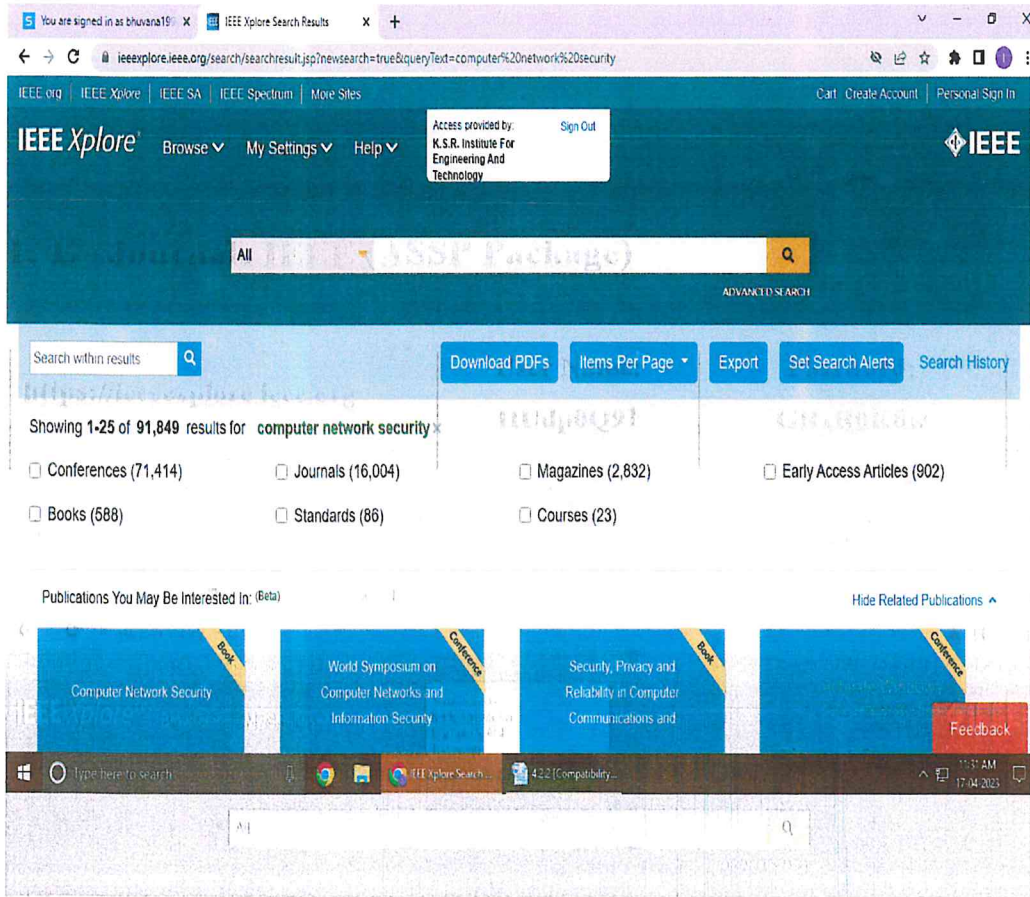 You are signed in as bhuvana199 X IEEE Xplore Search Results X +
ieeexplore.ieee.org/search/searchresult.jsp?newsearch=true&queryText=computer%20network%20security
IEEE.org | IEEE Xplore | IEEE SA | IEEE Spectrum | More Sites Cart Create Account | Personal Sign In
IEEE Xplore® Browse My Settings Help Access provided by: Sign Out IEEE
K.S.R. Institute For
Engineering And
Technology
All
ADVANCED SEARCH
Search within results Download PDFs Items Per Page Export Set Search Alerts Search History
Showing 1-25 of 91,849 results for computer network security ×
Conferences (71,414) Journals (16,004) Magazines (2,832) Early Access Articles (902)
Books (588) Standards (86) Courses (23)
Publications You May Be Interested In: (Beta) Hide Related Publications
Book Conference Book Conference
Computer Network Security
World Symposium on
Computer Networks and
Information Security
Security, Privacy and
Reliability in Computer
Communications and
Feedback
Type here to search IEEE Xplore Search ... 4.2.2 [Compatibility... 11:31 AM
17-04-2023
All